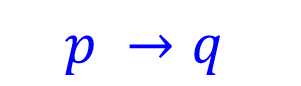 p → q